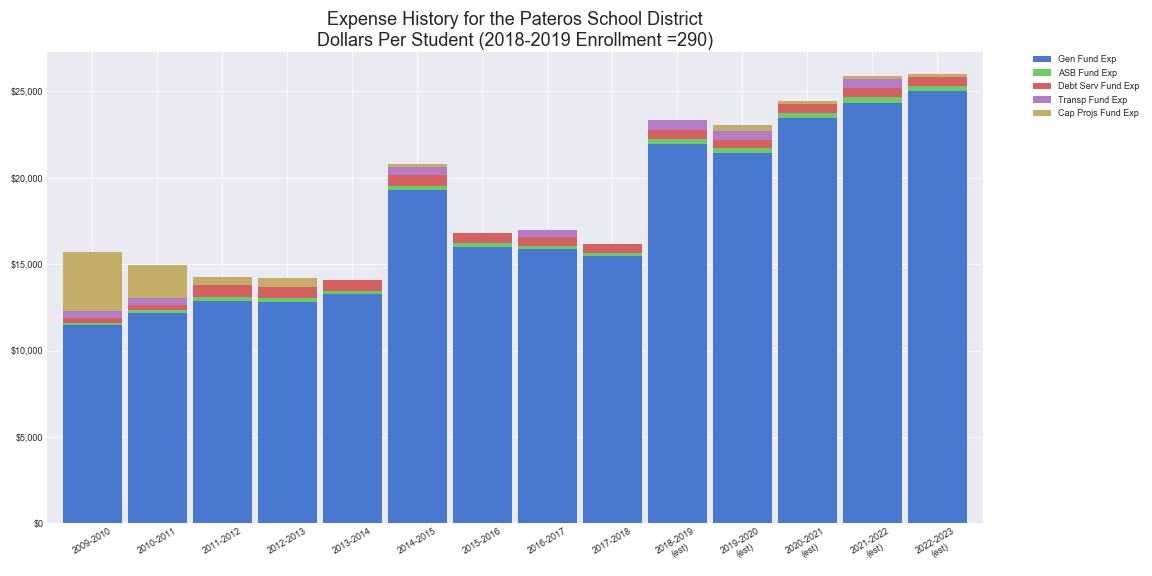 Expense History for the Pateros School District
Dollars Per Student (2018-2019 Enrollment =290)
Gen Fund Exp
ASB Fund Exp
Debt Serv Fund Exp
Transp Fund Exp
Cap Projs Fund Exp
$25,000
$20,000
$15,000
$10,000
$5,000
$0
2009-2010
2010-2011
2011-2012
2012-2013
2013-2014
2014-2015
2015-2016
2016-2017
2017-2018
2018-2019
(est)
2019-2020
(est)
2020-2021
(est)
2021-2022
(est)
2022-2023
(est)